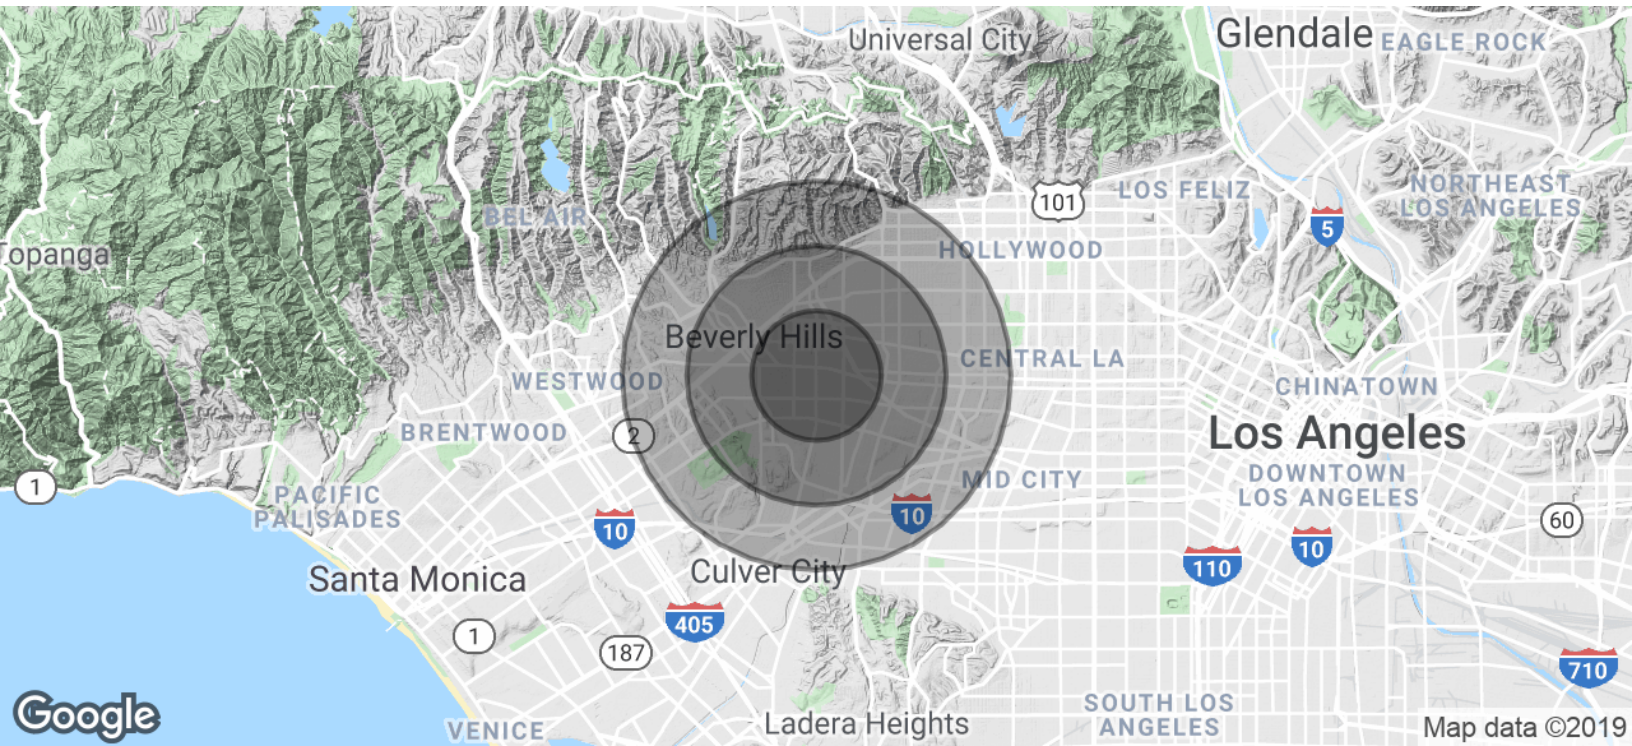 Universal City
Glendale
EAGLE ROCK
BEL AIR
101
LOS FELIZ
NORTHEAST
LOS ANGELES
5
Topanga
HOLLYWOOD
Beverly Hills
CENTRAL LA
WESTWOOD
CHINATOWN
BRENTWOOD
2
Los Angeles
1
PACIFIC
PALISADES
MID CITY
DOWNTOWN
LOS ANGELES
10
10
60
10
Santa Monica
Culver City
110
1
405
187
710
Google
VENICE
Ladera Heights
SOUTH LOS
ANGELES
Map data ©2019